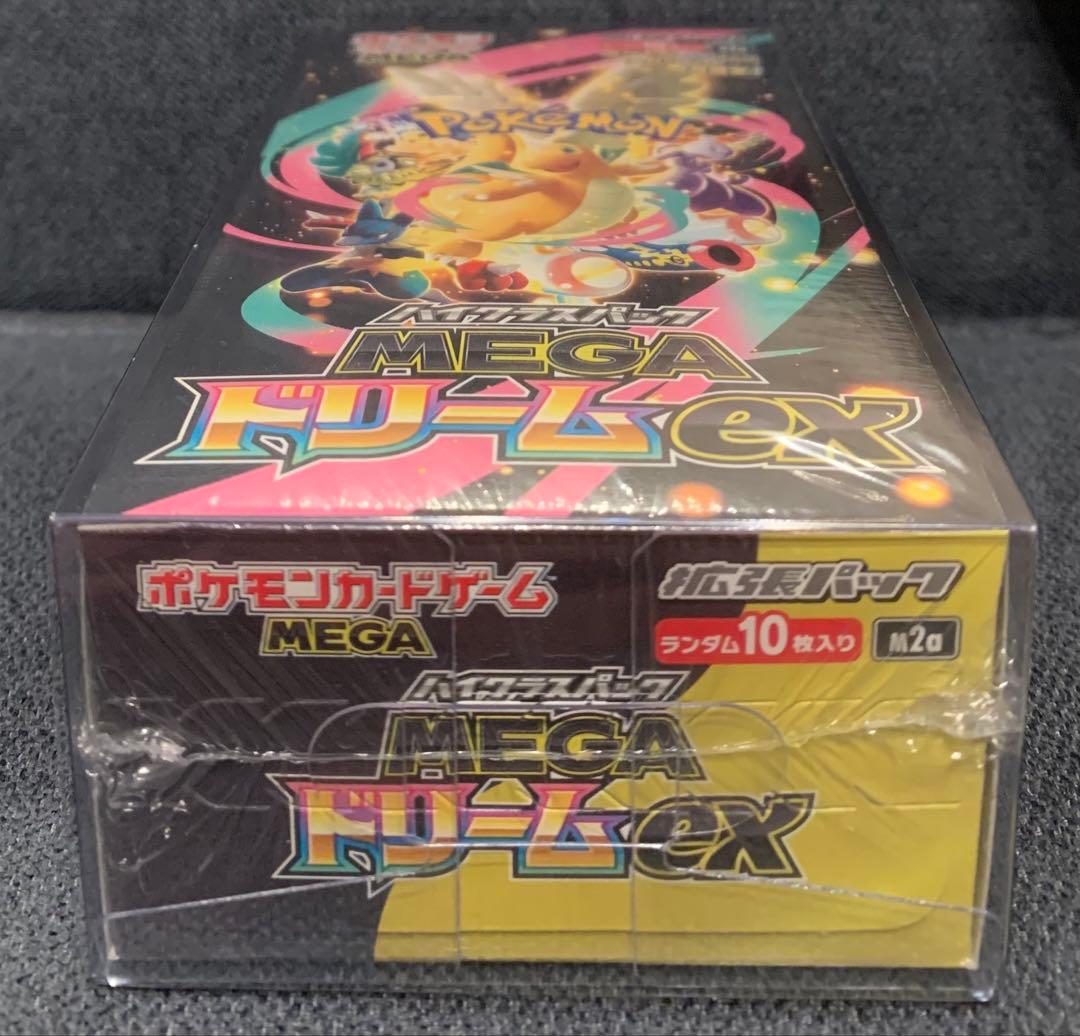 POKÉMON
ハイクラスパック
MEGA
ドリームex
ポケモンカードゲーム
MEGA
拡張パック
ランダム10枚入り
M2a
ハイクラスパック
MEGA
ドリームex